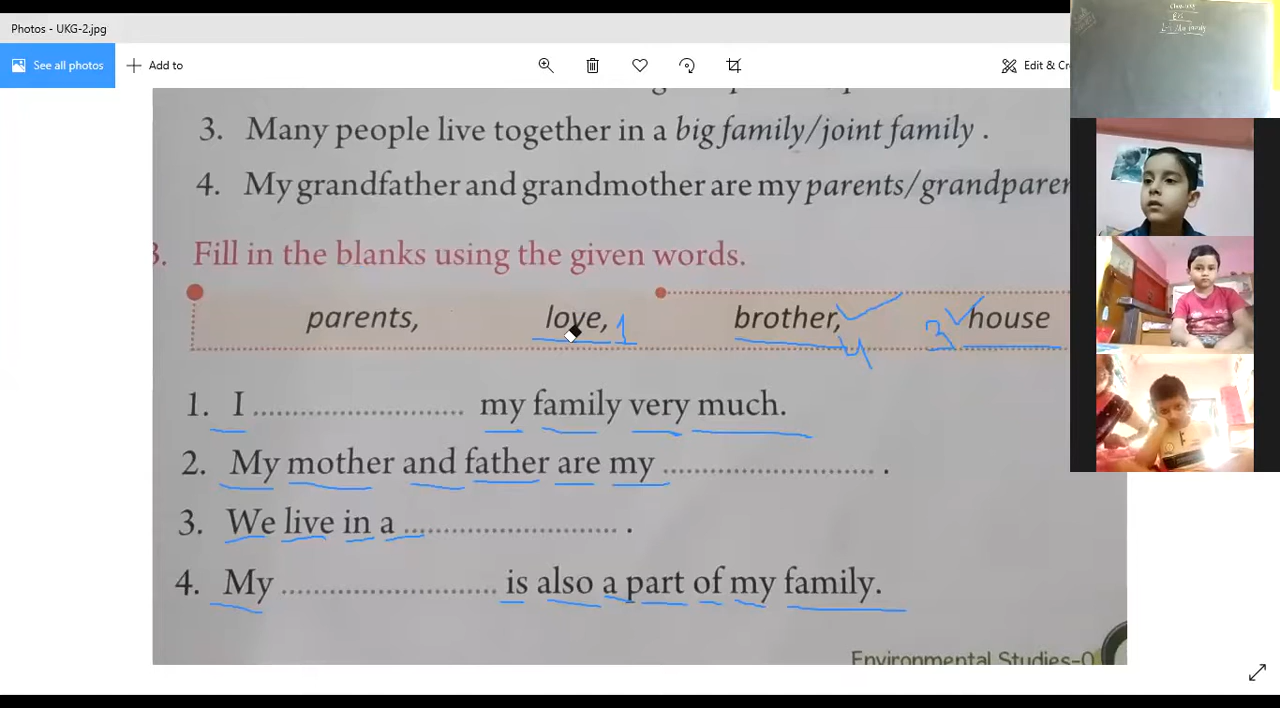 Photos - UKG-2.jpg
See all photos
Add to
Edit & Cr
3. Many people live together in a big family/joint family .
4. My grandfather and grandmother are my parents/grandparen
3. Fill in the blanks using the given words.
parents, love, 1 brother, 4 3 house
1. I ........................ my family very much.
2. My mother and father are my ........................ .
3. We live in a ........................ .
4. My ........................ is also a part of my family.
Environmental Studies-0